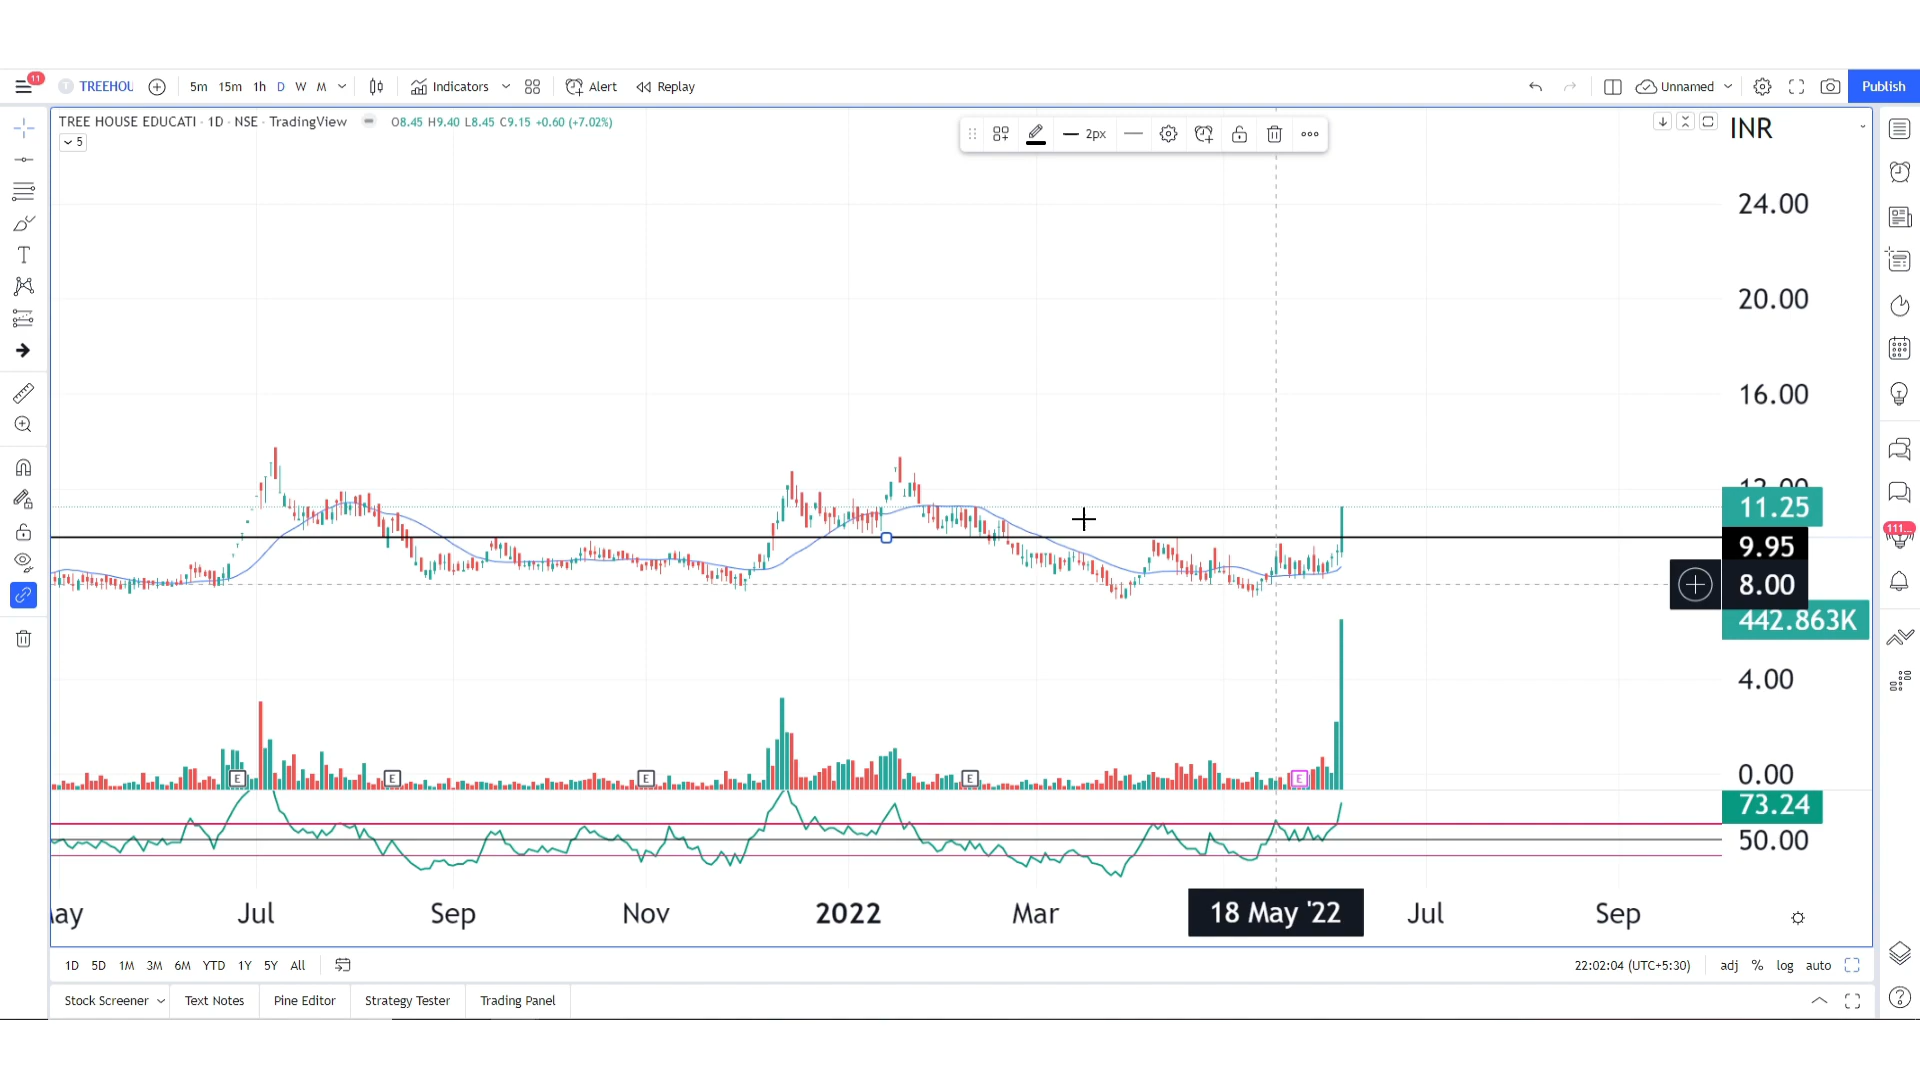 11
TREEHOU
5m 15m 1h D W M
Indicators
Alert
Replay
Unnamed
Publish
TREE HOUSE EDUCATI · 1D · NSE · TradingView
O8.45 H9.40 L8.45 C9.15 +0.60 (+7.02%)
5
2px
INR
24.00
20.00
16.00
12.00
11.25
9.95
8.00
442.863K
4.00
0.00
73.24
50.00
111...
E E E E E
Jul Sep Nov 2022 Mar 18 May '22 Jul Sep
1D 5D 1M 3M 6M YTD 1Y 5Y All
22:02:04 (UTC+5:30)
adj % log auto
Stock Screener Text Notes Pine Editor Strategy Tester Trading Panel